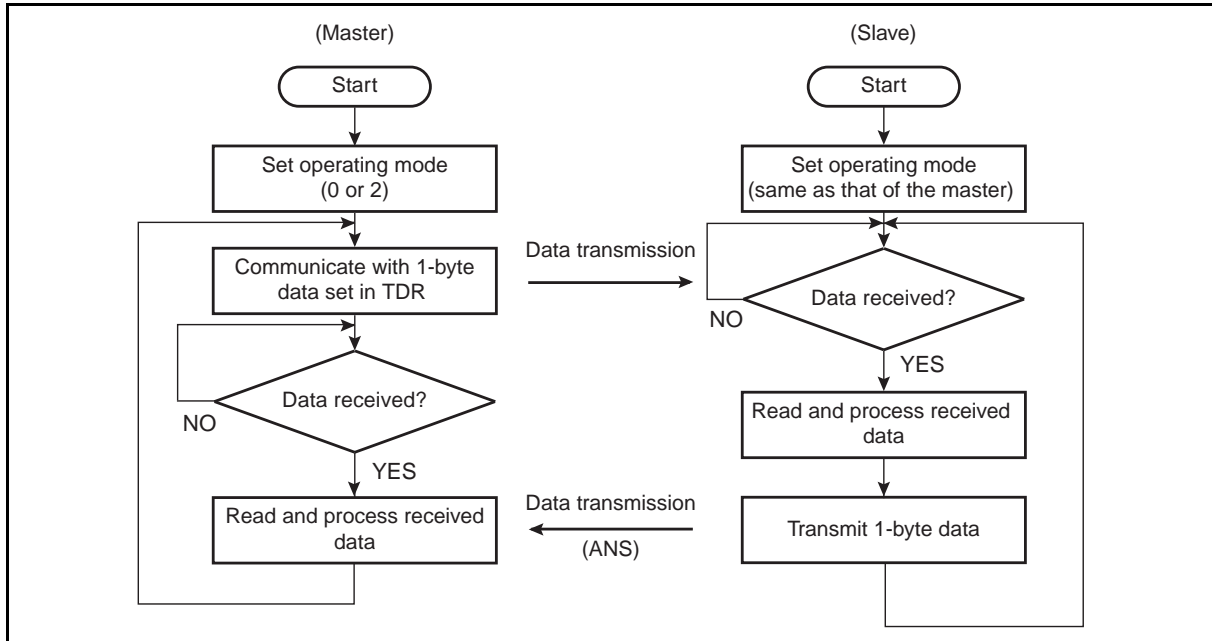 (Master)
Start
Set operating mode
(0 or 2)
Communicate with 1-byte
data set in TDR
Data received?
NO
YES
Read and process received
data
Data transmission
Data transmission
(ANS)
(Slave)
Start
Set operating mode
(same as that of the master)
Data received?
NO
YES
Read and process received
data
Transmit 1-byte data